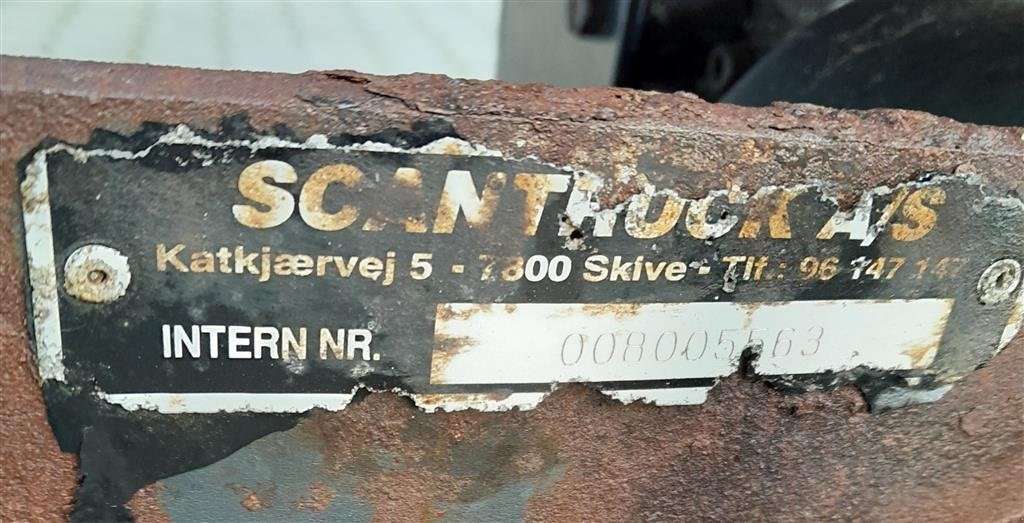 SCANTRUCK A/S
Katkjærvej 5 - 7800 Skive - Tlf.: 96 147 147
INTERN NR. 008005563